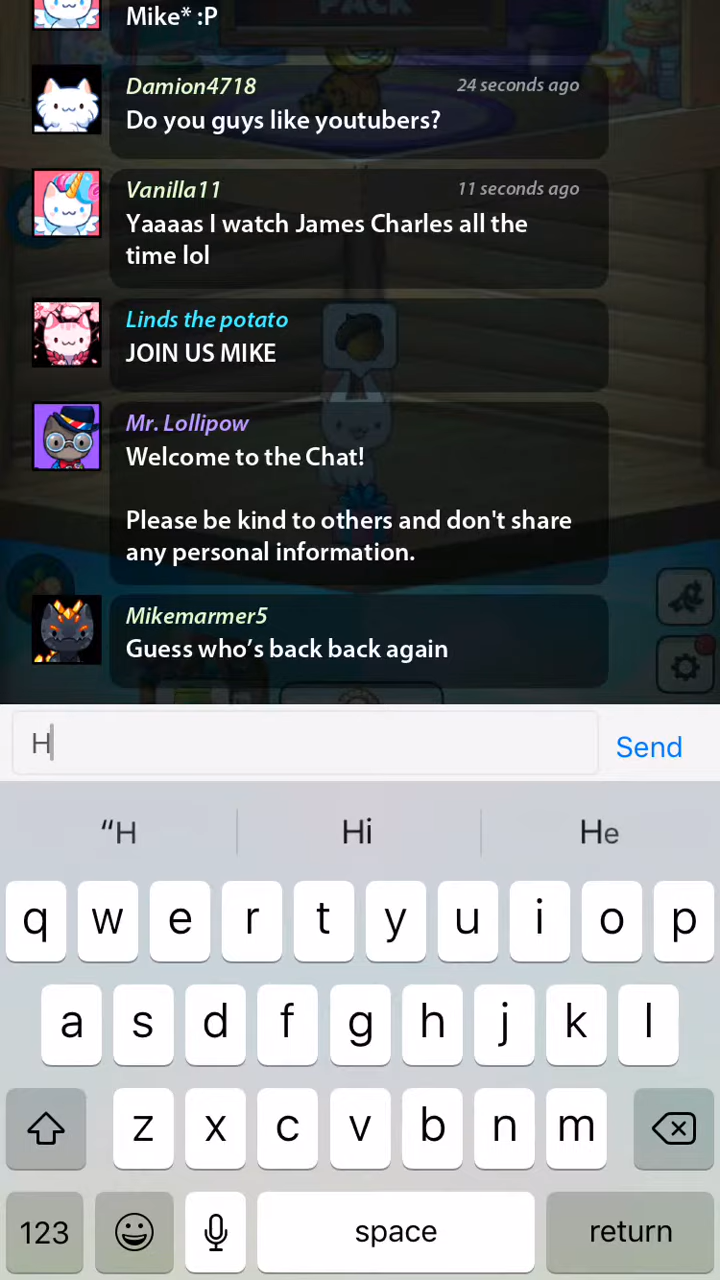 PACK
Mike* :P
Damion4718 24 seconds ago
Do you guys like youtubers?
Vanilla11 11 seconds ago
Yaaaas I watch James Charles all the
time lol
Linds the potato
JOIN US MIKE
Mr. Lollipow
Welcome to the Chat!
Please be kind to others and don't share
any personal information.
Mikemarmer5
Guess who’s back back again
H Send
“H Hi He
q w e r t y u i o p
a s d f g h j k l
z x c v b n m
123 space return